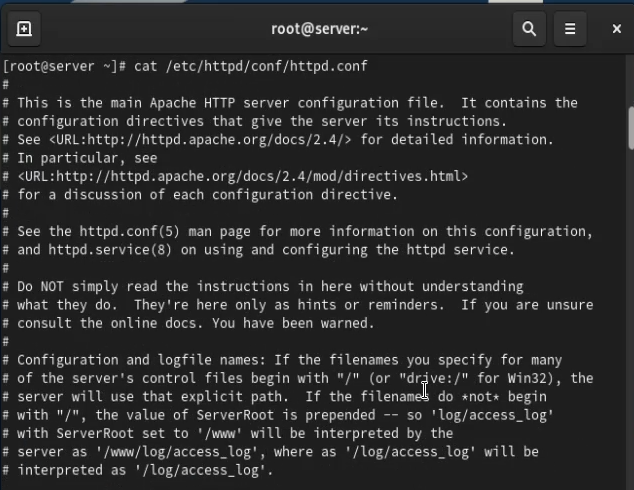 root@server:~
[root@server ~]# cat /etc/httpd/conf/httpd.conf
#
# This is the main Apache HTTP server configuration file.  It contains the
# configuration directives that give the server its instructions.
# See <URL:http://httpd.apache.org/docs/2.4/> for detailed information.
# In particular, see
# <URL:http://httpd.apache.org/docs/2.4/mod/directives.html>
# for a discussion of each configuration directive.
#
# See the httpd.conf(5) man page for more information on this configuration,
# and httpd.service(8) on using and configuring the httpd service.
#
# Do NOT simply read the instructions in here without understanding
# what they do.  They're here only as hints or reminders.  If you are unsure
# consult the online docs. You have been warned.
#
# Configuration and logfile names: If the filenames you specify for many
# of the server's control files begin with "/" (or "drive:/" for Win32), the
# server will use that explicit path.  If the filenames do *not* begin
# with "/", the value of ServerRoot is prepended -- so 'log/access_log'
# with ServerRoot set to '/www' will be interpreted by the
# server as '/www/log/access_log', where as '/log/access_log' will be
# interpreted as '/log/access_log'.